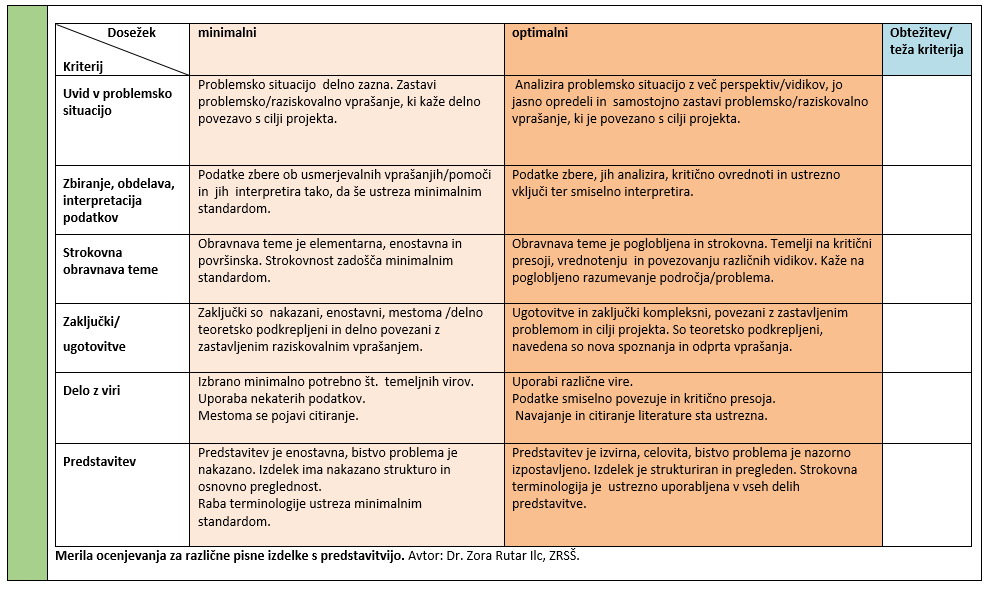 Dosežek
Kriterij
minimalni
optimalni
Obtežitev/
teža kriterija
Uvid v problemsko
situacijo
Problemsko situacijo delno zazna. Zastavi
problemsko/raziskovalno vprašanje, ki kaže delno
povezavo s cilji projekta.
Analizira problemsko situacijo z več perspektiv/vidikov, jo
jasno opredeli in samostojno zastavi problemsko/raziskovalno
vprašanje, ki je povezano s cilji projekta.
Zbiranje, obdelava,
interpretacija
podatkov
Podatke zbere ob usmerjevalnih vprašanjih/pomoči
in jih interpretira tako, da še ustreza minimalnim
standardom.
Podatke zbere, jih analizira, kritično ovrednoti in ustrezno
vključi ter smiselno interpretira.
Strokovna
obravnava teme
Obravnava teme je elementarna, enostavna in
površinska. Strokovnost zadošča minimalnim
standardom.
Obravnava teme je poglobljena in strokovna. Temelji na kritični
presoji, vrednotenju in povezovanju različnih vidikov. Kaže na
poglobljeno razumevanje področja/problema.
Zaključki/
ugotovitve
Zaključki so nakazani, enostavni, mestoma /delno
teoretsko podkrepljeni in delno povezani z
zastavljenim raziskovalnim vprašanjem.
Ugotovitve in zaključki kompleksni, povezani z zastavljenim
problemom in cilji projekta. So teoretsko podkrepljeni,
navedena so nova spoznanja in odprta vprašanja.
Delo z viri
Izbrano minimalno potrebno št. temeljnih virov.
Uporaba nekaterih podatkov.
Mestoma se pojavi citiranje.
Uporabi različne vire.
Podatke smiselno povezuje in kritično presoja.
Navajanje in citiranje literature sta ustrezna.
Predstavitev
Predstavitev je enostavna, bistvo problema je
nakazano. Izdelek ima nakazano strukturo in
osnovno preglednost.
Raba terminologije ustreza minimalnim
standardom.
Predstavitev je izvirna, celovita, bistvo problema je nazorno
izpostavljeno. Izdelek je strukturiran in pregleden. Strokovna
terminologija je ustrezno uporabljena v vseh delih
predstavitve.
Merila ocenjevanja za različne pisne izdelke s predstavitvijo. Avtor: Dr. Zora Rutar Ilc, ZRSŠ.